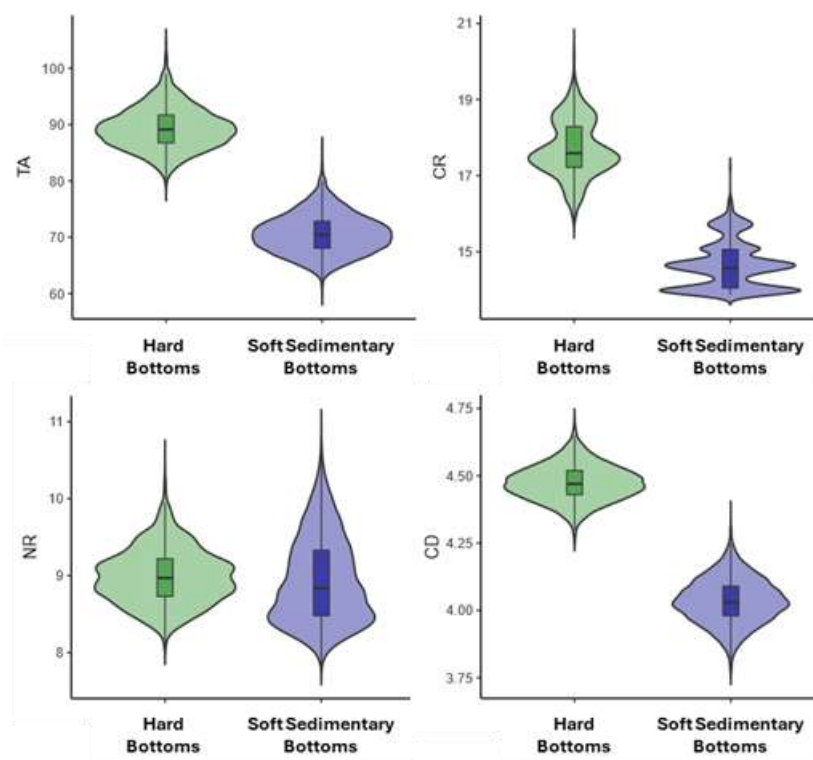 TA
100
90
80
70
60
Hard
Bottoms
Soft Sedimentary
Bottoms
CR
21
19
17
15
Hard
Bottoms
Soft Sedimentary
Bottoms
NR
11
10
9
8
Hard
Bottoms
Soft Sedimentary
Bottoms
CD
4.75
4.50
4.25
4.00
3.75
Hard
Bottoms
Soft Sedimentary
Bottoms